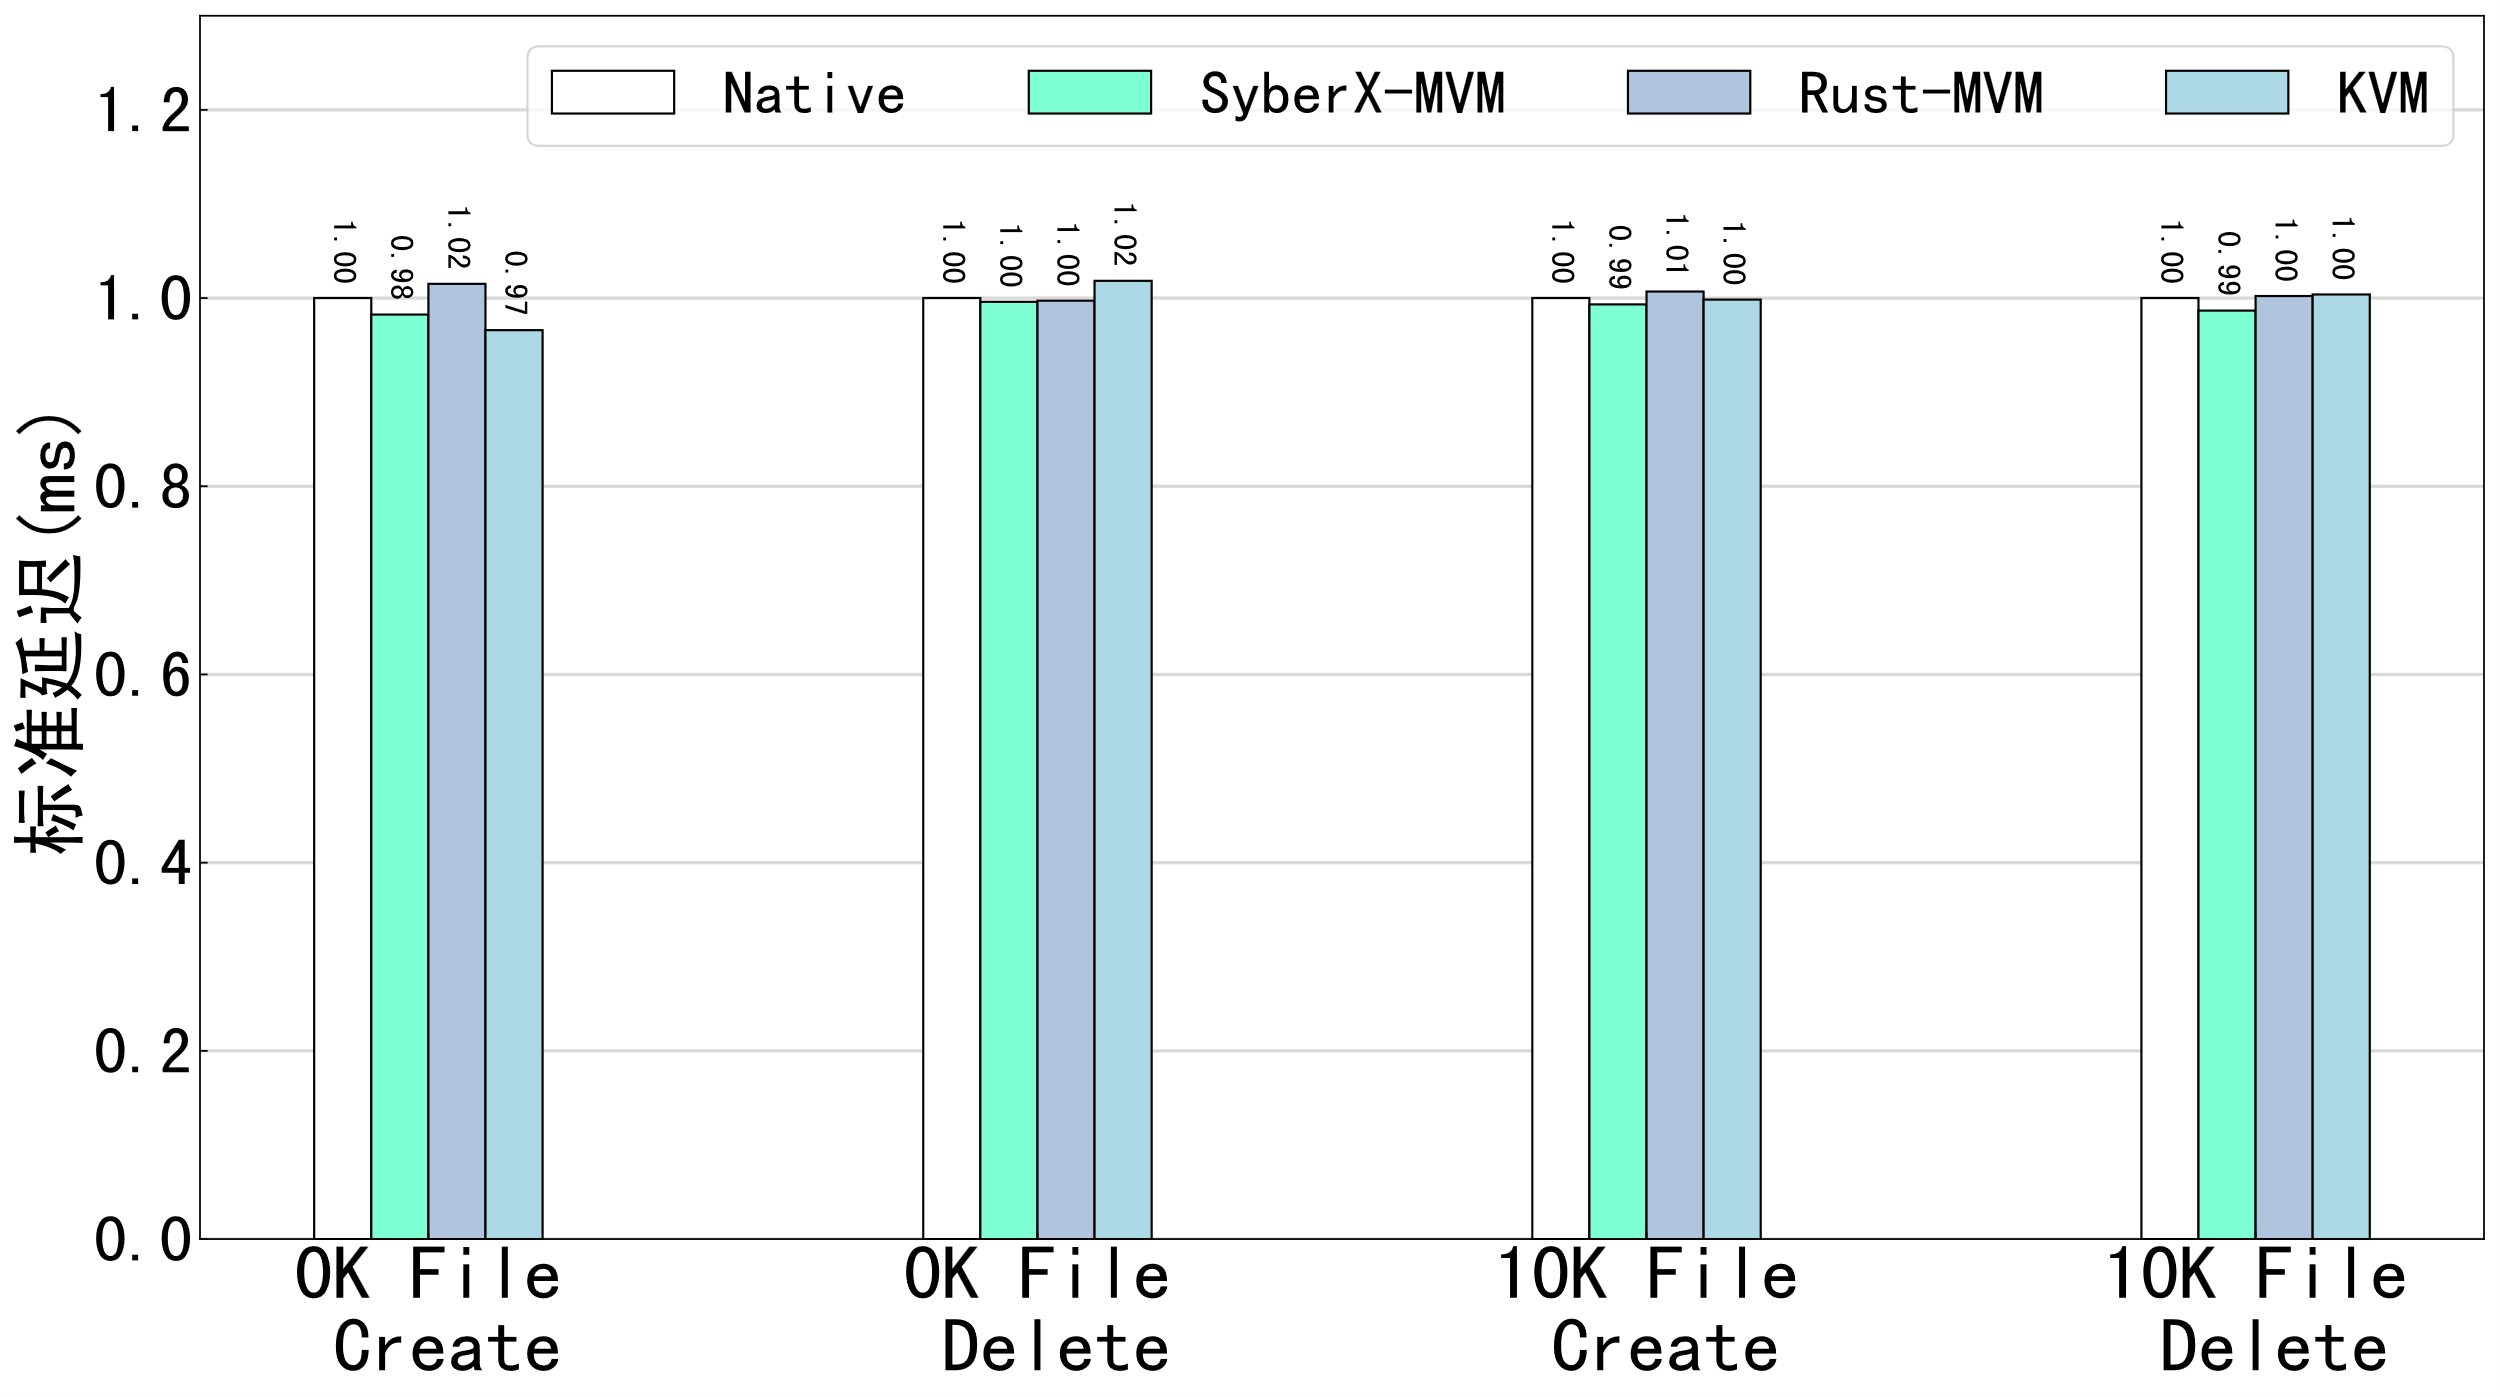 Native SyberX-MVM Rust-MVM KVM
标准延迟(ms)
1.2
1.0
0.8
0.6
0.4
0.2
0.0
1.00 0.98 1.02 0.97
1.00 1.00 1.00 1.02
1.00 0.99 1.01 1.00
1.00 0.99 1.00 1.00
0K File
Create
0K File
Delete
10K File
Create
10K File
Delete